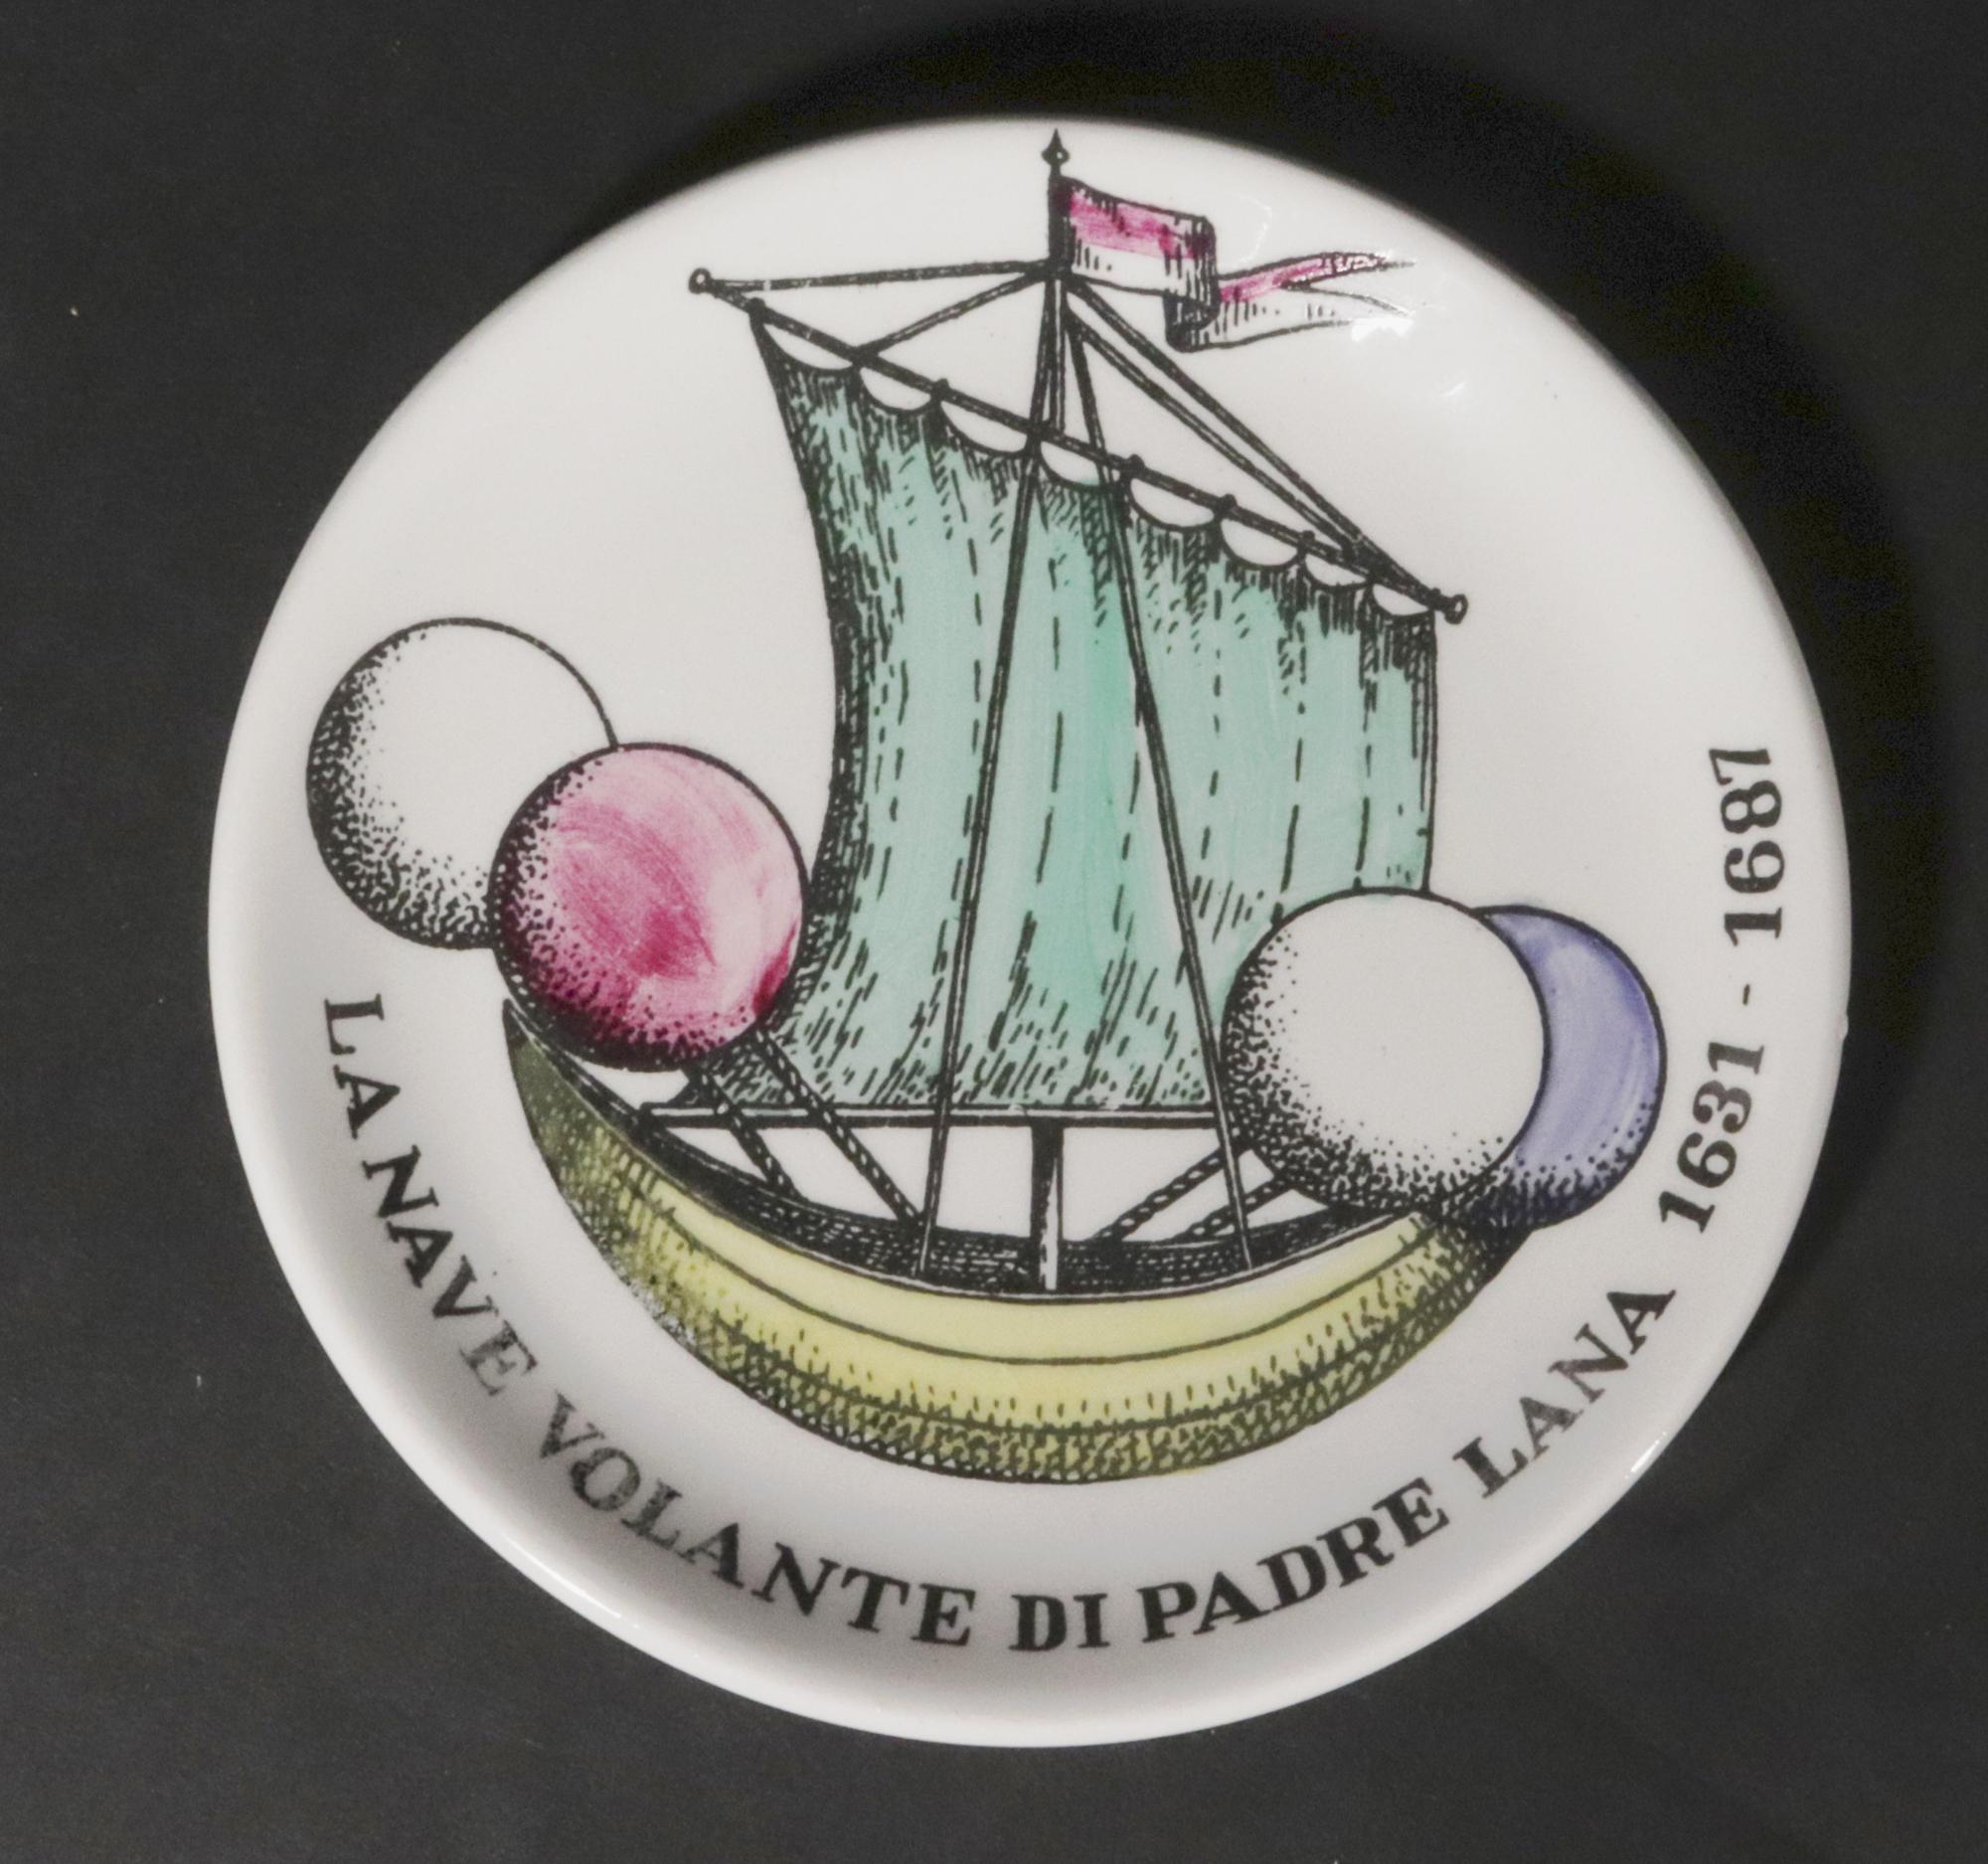 LA NAVE VOLANTE DI PADRE LANA 1631 - 1687